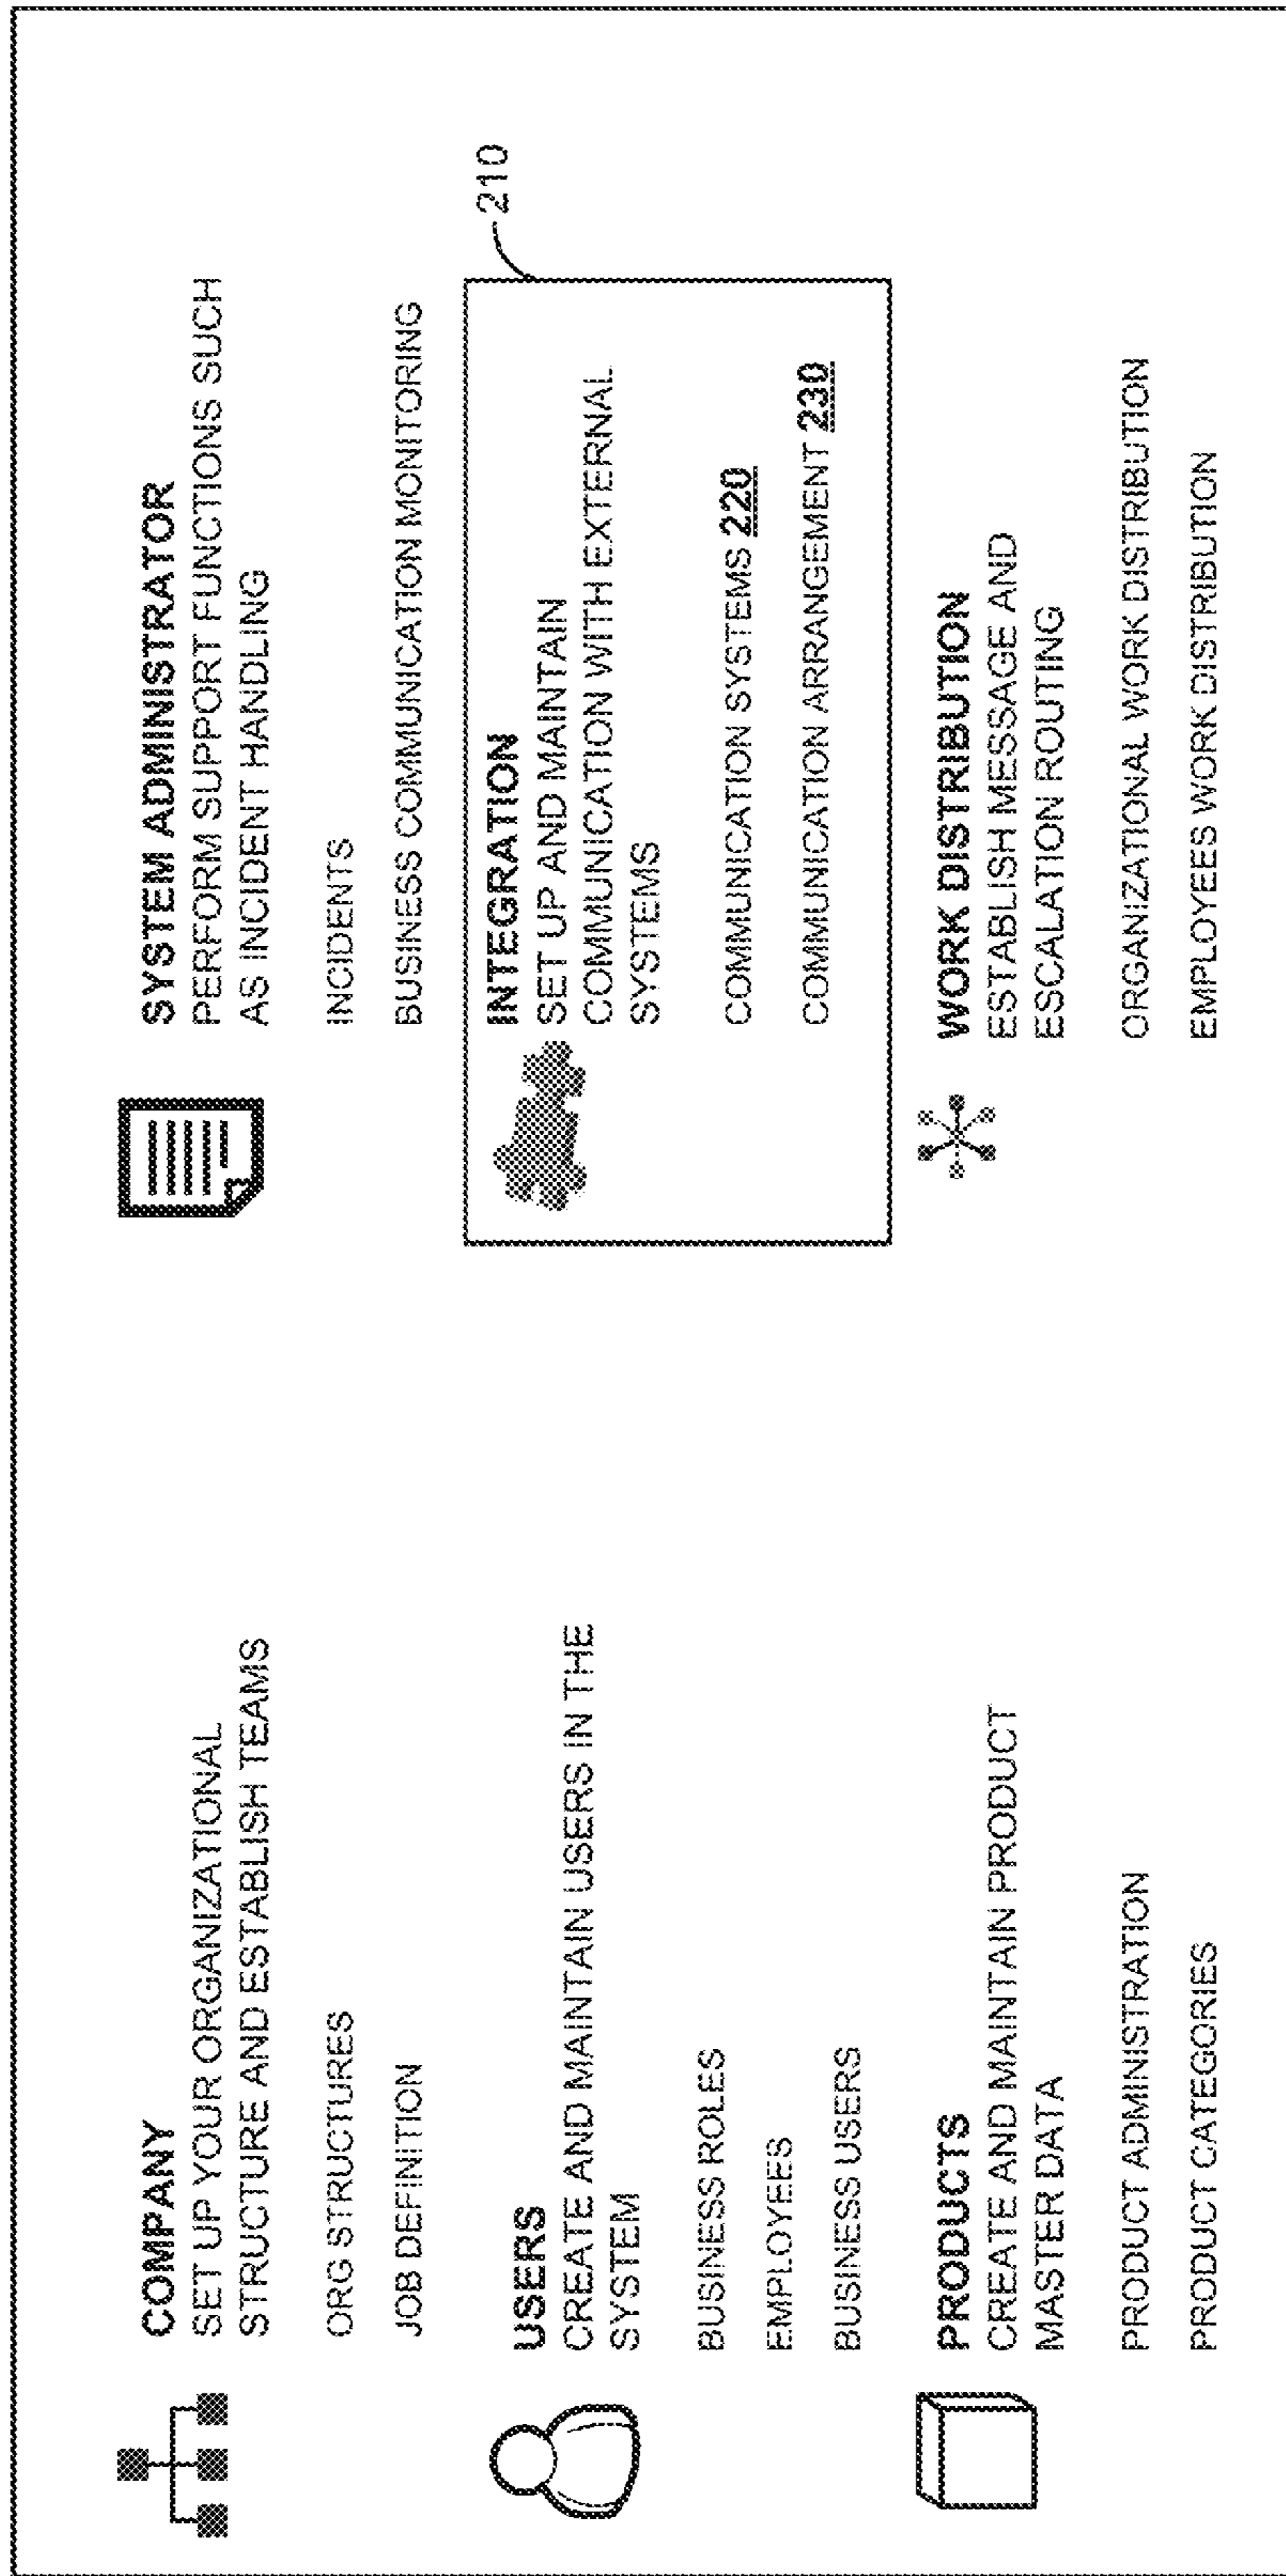 COMPANY
SET UP YOUR ORGANIZATIONAL
STRUCTURE AND ESTABLISH TEAMS
ORG STRUCTURES
JOB DEFINITION
USERS
CREATE AND MAINTAIN USERS IN THE
SYSTEM
BUSINESS ROLES
EMPLOYEES
BUSINESS USERS
PRODUCTS
CREATE AND MAINTAIN PRODUCT
MASTER DATA
PRODUCT ADMINISTRATION
PRODUCT CATEGORIES
SYSTEM ADMINISTRATOR
PERFORM SUPPORT FUNCTIONS SUCH
AS INCIDENT HANDLING
INCIDENTS
BUSINESS COMMUNICATION MONITORING
210
INTEGRATION
SET UP AND MAINTAIN
COMMUNICATION WITH EXTERNAL
SYSTEMS
COMMUNICATION SYSTEMS 220
COMMUNICATION ARRANGEMENT 230
WORK DISTRIBUTION
ESTABLISH MESSAGE AND
ESCALATION ROUTING
ORGANIZATIONAL WORK DISTRIBUTION
EMPLOYEES WORK DISTRIBUTION